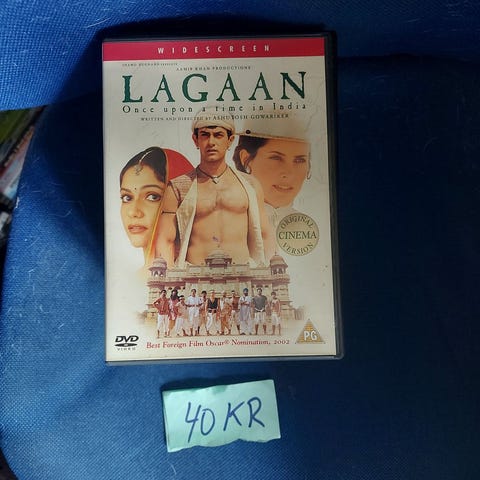 WIDESCREEN
AAMIR KHAN PRODUCTIONS'
LAGAAN
Once upon a time in India
WRITTEN AND DIRECTED BY ASHUTOSH GOWARIKER
ORIGINAL
CINEMA
VERSION
DVD
VIDEO
PG
Best Foreign Film Oscar® Nomination, 2002
40 KR